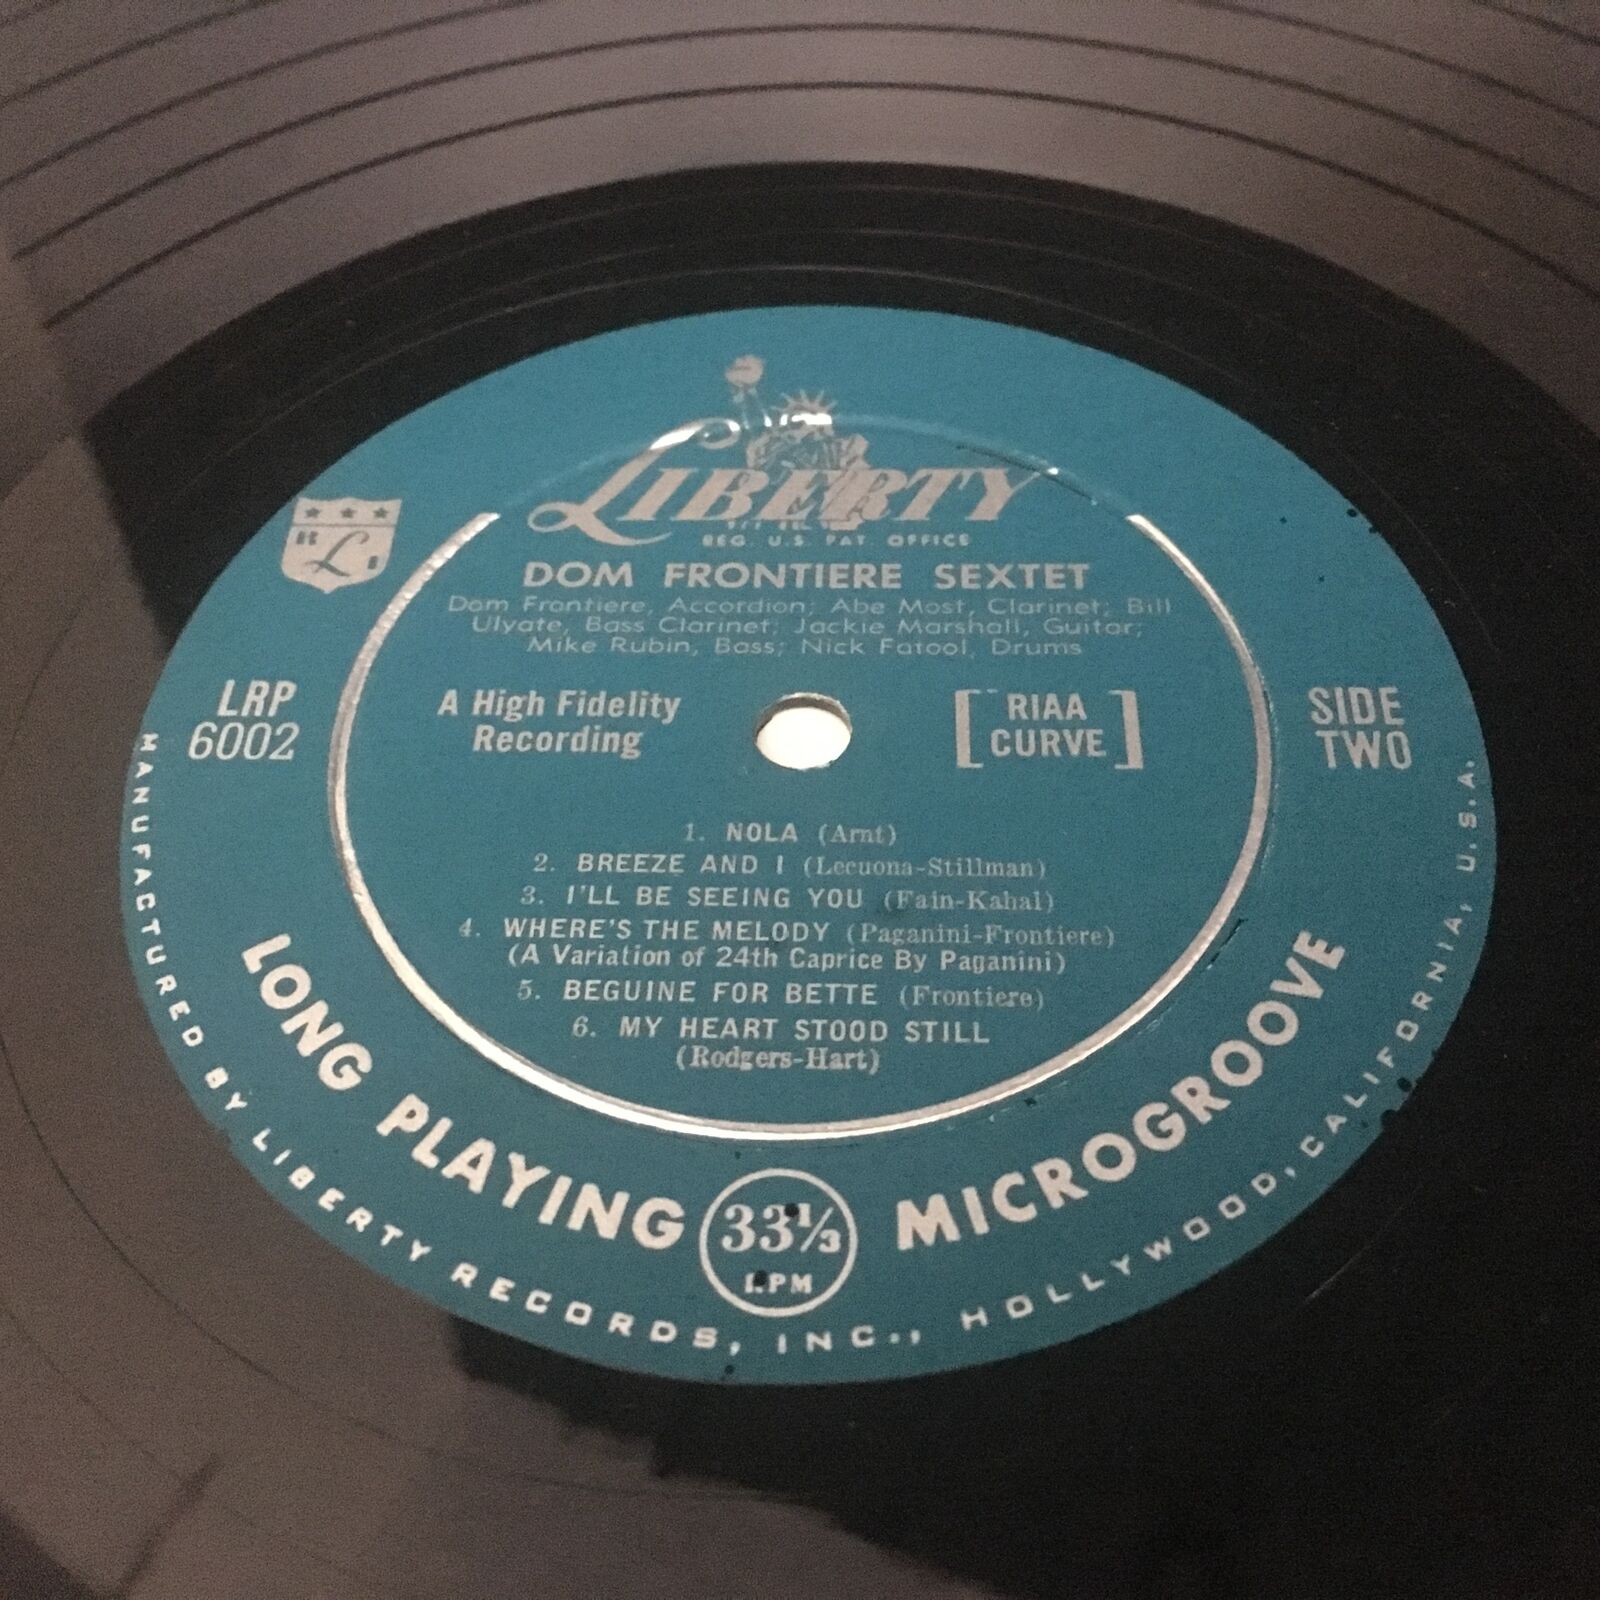 LIBERTY
REG. U.S. PAT. OFFICE
DOM FRONTIERE SEXTET
Dom Frontiere, Accordion; Abe Most, Clarinet; Bill
Ulyate, Bass Clarinet; Jackie Marshall, Guitar;
Mike Rubin, Bass; Nick Fatool, Drums
L
LRP
6002
A High Fidelity
Recording
[RIAA
CURVE]
SIDE
TWO
1. NOLA (Arnt)
2. BREEZE AND I (Lecuona-Stillman)
3. I'LL BE SEEING YOU (Fain-Kahal)
4. WHERE'S THE MELODY (Paganini-Frontiere)
(A Variation of 24th Caprice By Paganini)
5. BEGUINE FOR BETTE (Frontiere)
6. MY HEART STOOD STILL
(Rodgers-Hart)
LONG PLAYING 33⅓ MICROGROOVE
MANUFACTURED BY LIBERTY RECORDS, INC., HOLLYWOOD, CALIFORNIA, U.S.A.